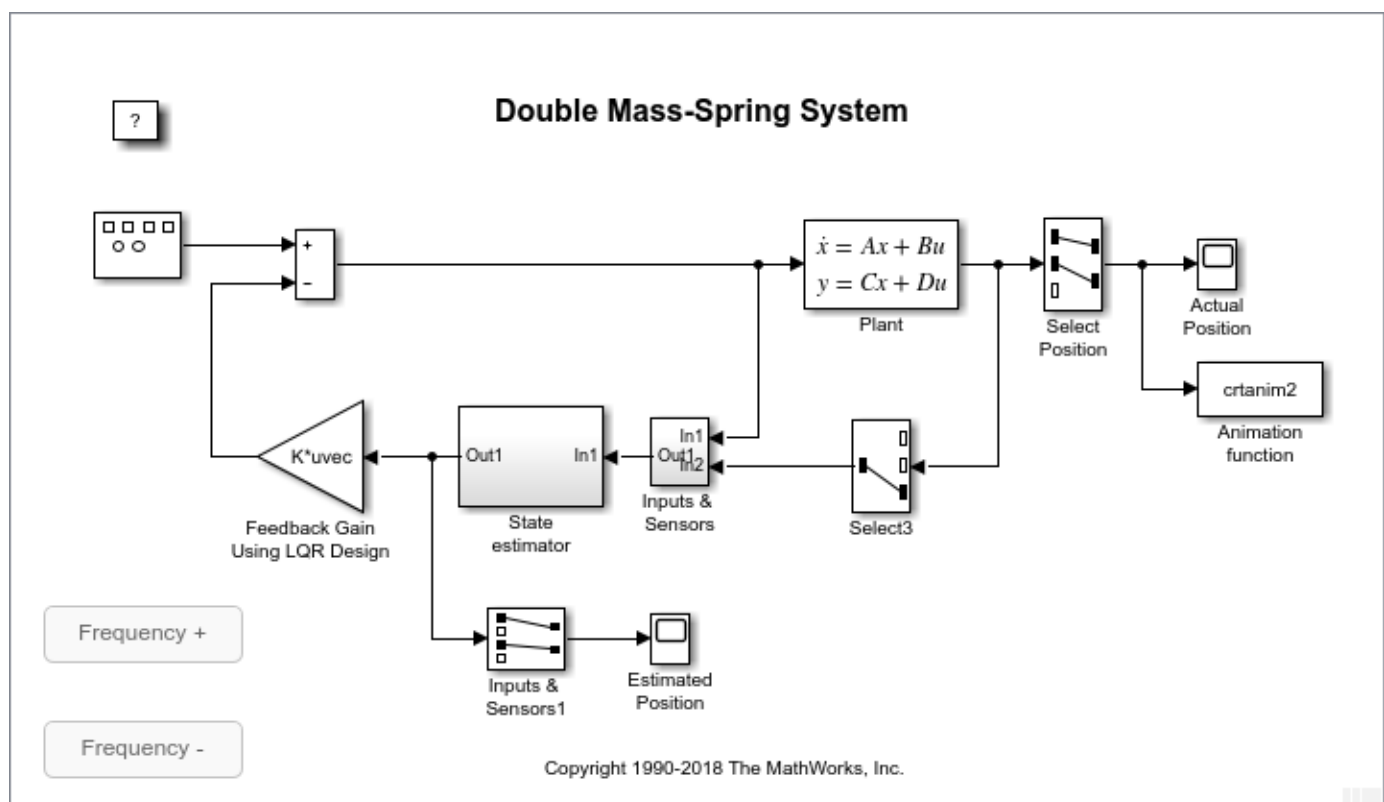 Double Mass-Spring System
?
+
−
ẋ = Ax + Bu
y = Cx + Du
Plant
Select
Position
Actual
Position
crtanim2
Animation
function
K*uvec
Feedback Gain
Using LQR Design
Out1
In1
State
estimator
In1
Out1
In2
Inputs &
Sensors
Select3
Frequency +
Inputs &
Sensors1
Estimated
Position
Frequency -
Copyright 1990-2018 The MathWorks, Inc.